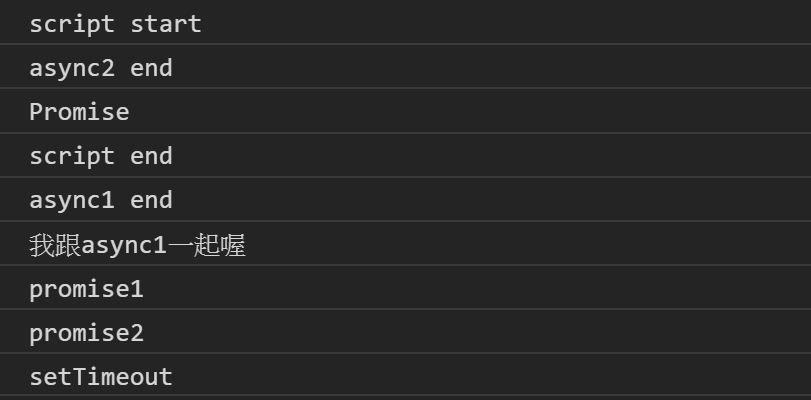 script start
async2 end
Promise
script end
async1 end
我跟async1一起喔
promise1
promise2
setTimeout